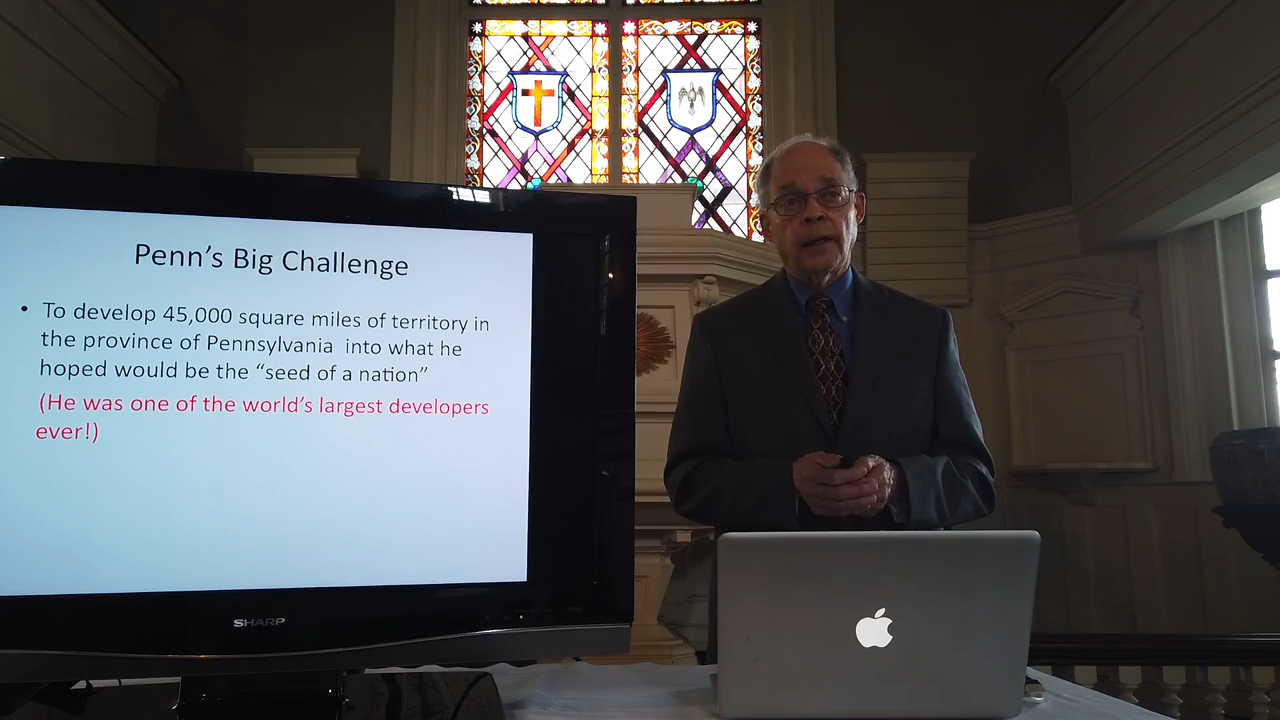 Penn's Big Challenge
• To develop 45,000 square miles of territory in
the province of Pennsylvania into what he
hoped would be the “seed of a nation”
(He was one of the world's largest developers
ever!)
SHARP